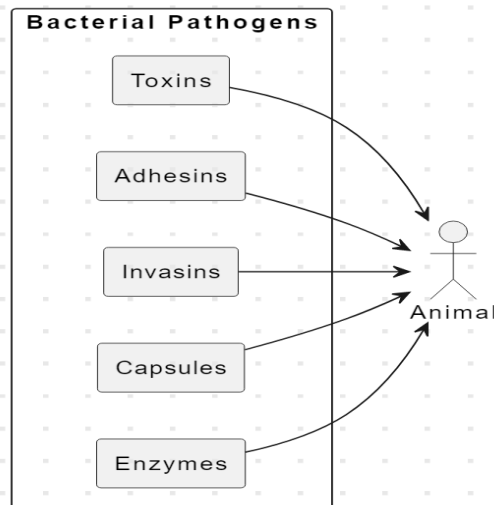 Bacterial Pathogens
Toxins
Adhesins
Invasins
Animal
Capsules
Enzymes